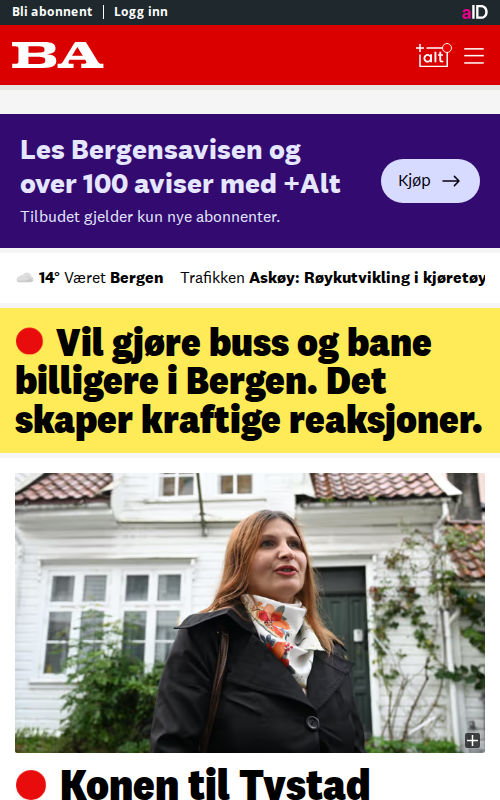 Bli abonnent | Logg inn
aID
BA
+alt
Les Bergensavisen og
over 100 aviser med +Alt
Tilbudet gjelder kun nye abonnenter.
Kjøp →
14° Været Bergen Trafikken Askøy: Røykutvikling i kjøretøy
Vil gjøre buss og bane
billigere i Bergen. Det
skaper kraftige reaksjoner.
Konen til Tystad